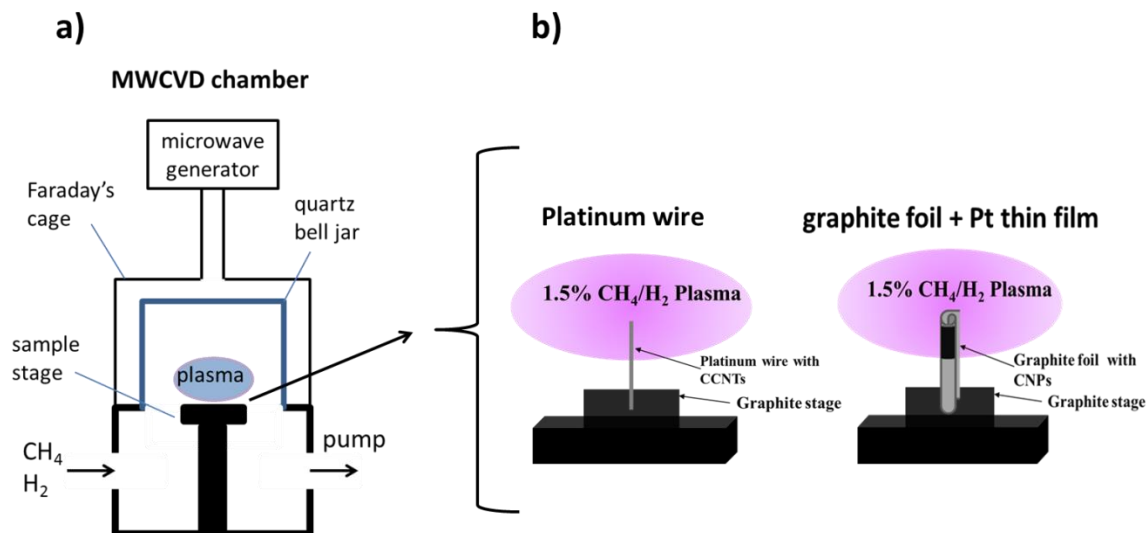 a)
MWCVD chamber
microwave
generator
Faraday's
cage
quartz
bell jar
sample
stage
plasma
CH₄
H₂
pump
b)
Platinum wire
1.5% CH₄/H₂ Plasma
Platinum wire with
CCNTs
Graphite stage
graphite foil + Pt thin film
1.5% CH₄/H₂ Plasma
Graphite foil with
CNPs
Graphite stage